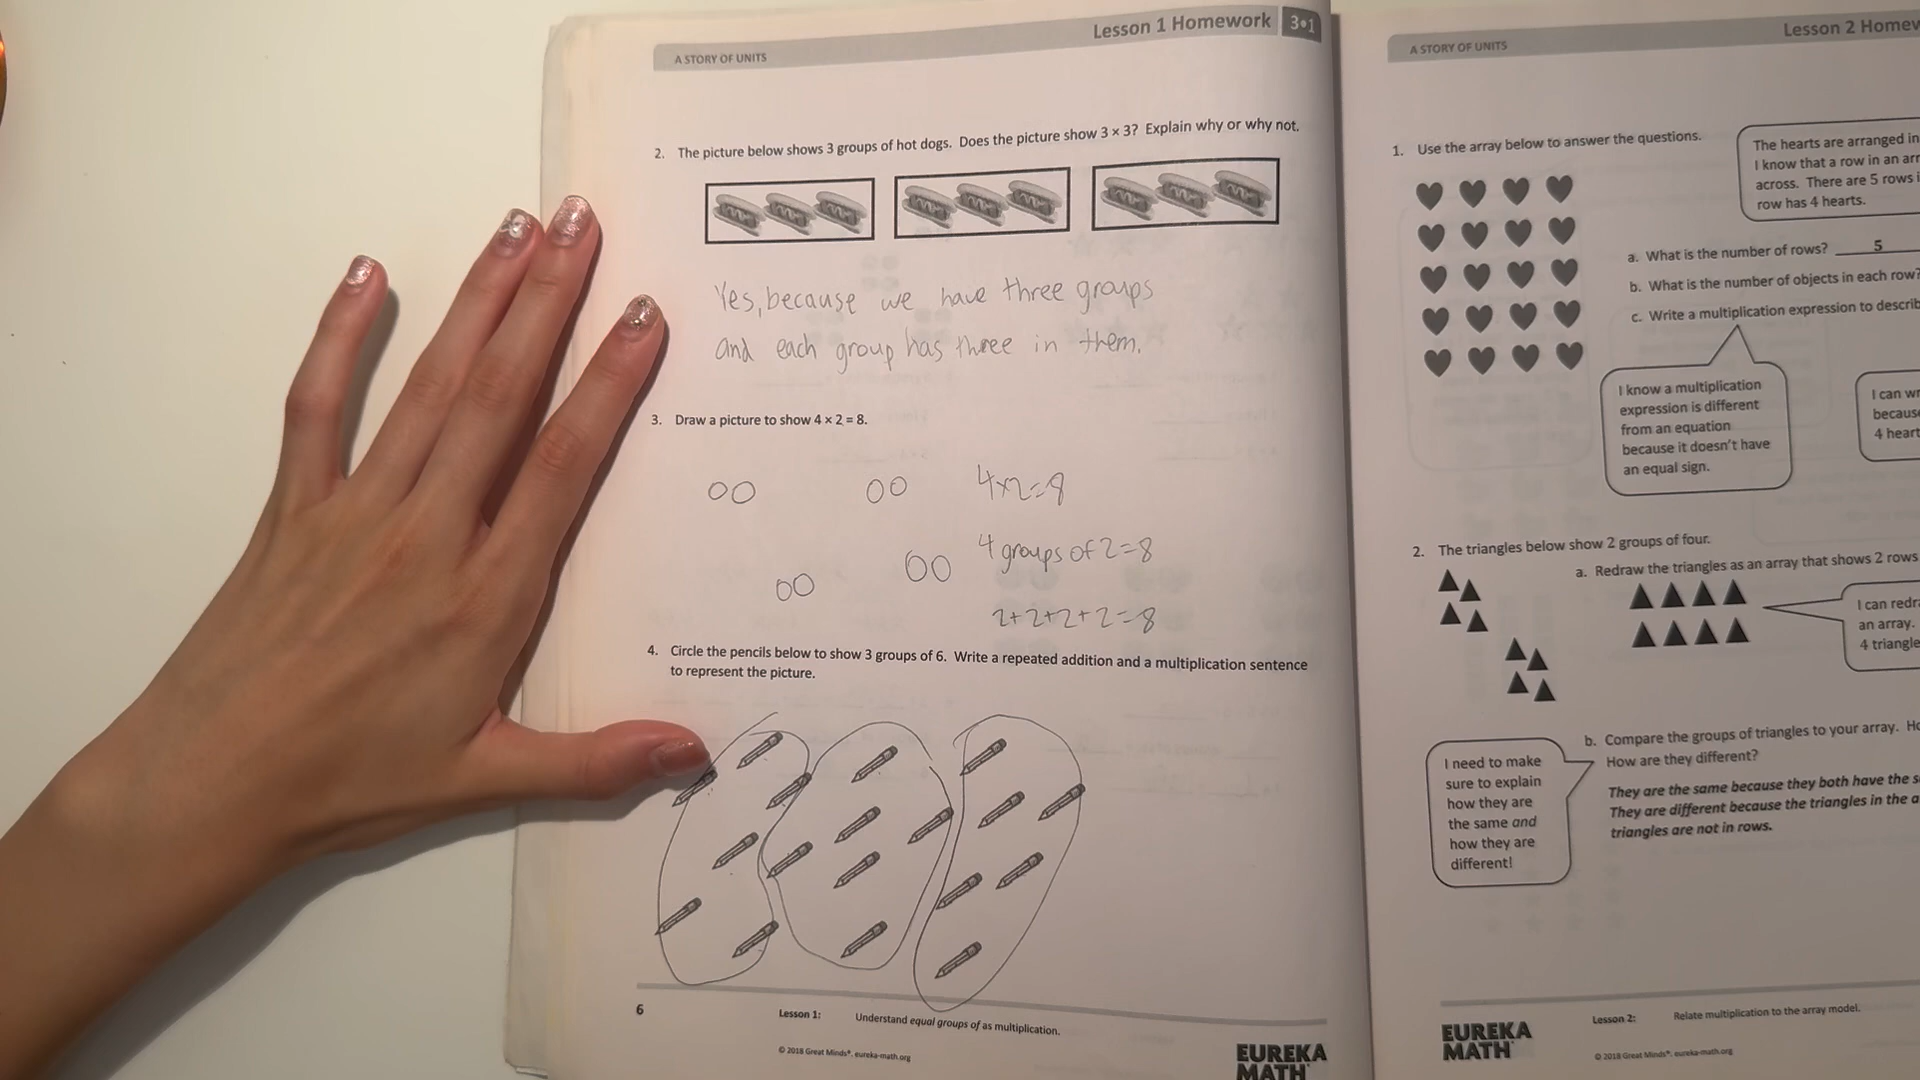 Lesson 1 Homework 3•1
A STORY OF UNITS
2. The picture below shows 3 groups of hot dogs. Does the picture show 3 × 3? Explain why or why not.
Yes, because we have three groups
and each group has three in them.
3. Draw a picture to show 4 × 2 = 8.
4×2=8
4 groups of 2=8
2+2+2+2=8
4. Circle the pencils below to show 3 groups of 6. Write a repeated addition and a multiplication sentence
to represent the picture.
6
Lesson 1: Understand equal groups of as multiplication.
© 2018 Great Minds®. eureka-math.org
EUREKA
MATH
A STORY OF UNITS
Lesson 2
1. Use the array below to answer the questions.
The hearts are arranged in
I know that a row in an
across. There are 5 rows
row has 4 hearts.
a. What is the number of rows? 5
b. What is the number of objects in each row?
c. Write a multiplication expression to
I know a multiplication
expression is different
from an equation
because it doesn't have
an equal sign.
I can
4
2. The triangles below show 2 groups of four.
a. Redraw the triangles as an array that shows 2 rows
I can
an array.
4
b. Compare the groups of triangles to your array.
How are they different?
I need to make
sure to explain
how they are
the same and
how they are
different!
They are the same because they both have the
They are different because the triangles in the
triangles are not in rows.
EUREKA
MATH
Lesson 2: Relate multiplication to the array model.
© 2018 Great Minds®. eureka-math.org